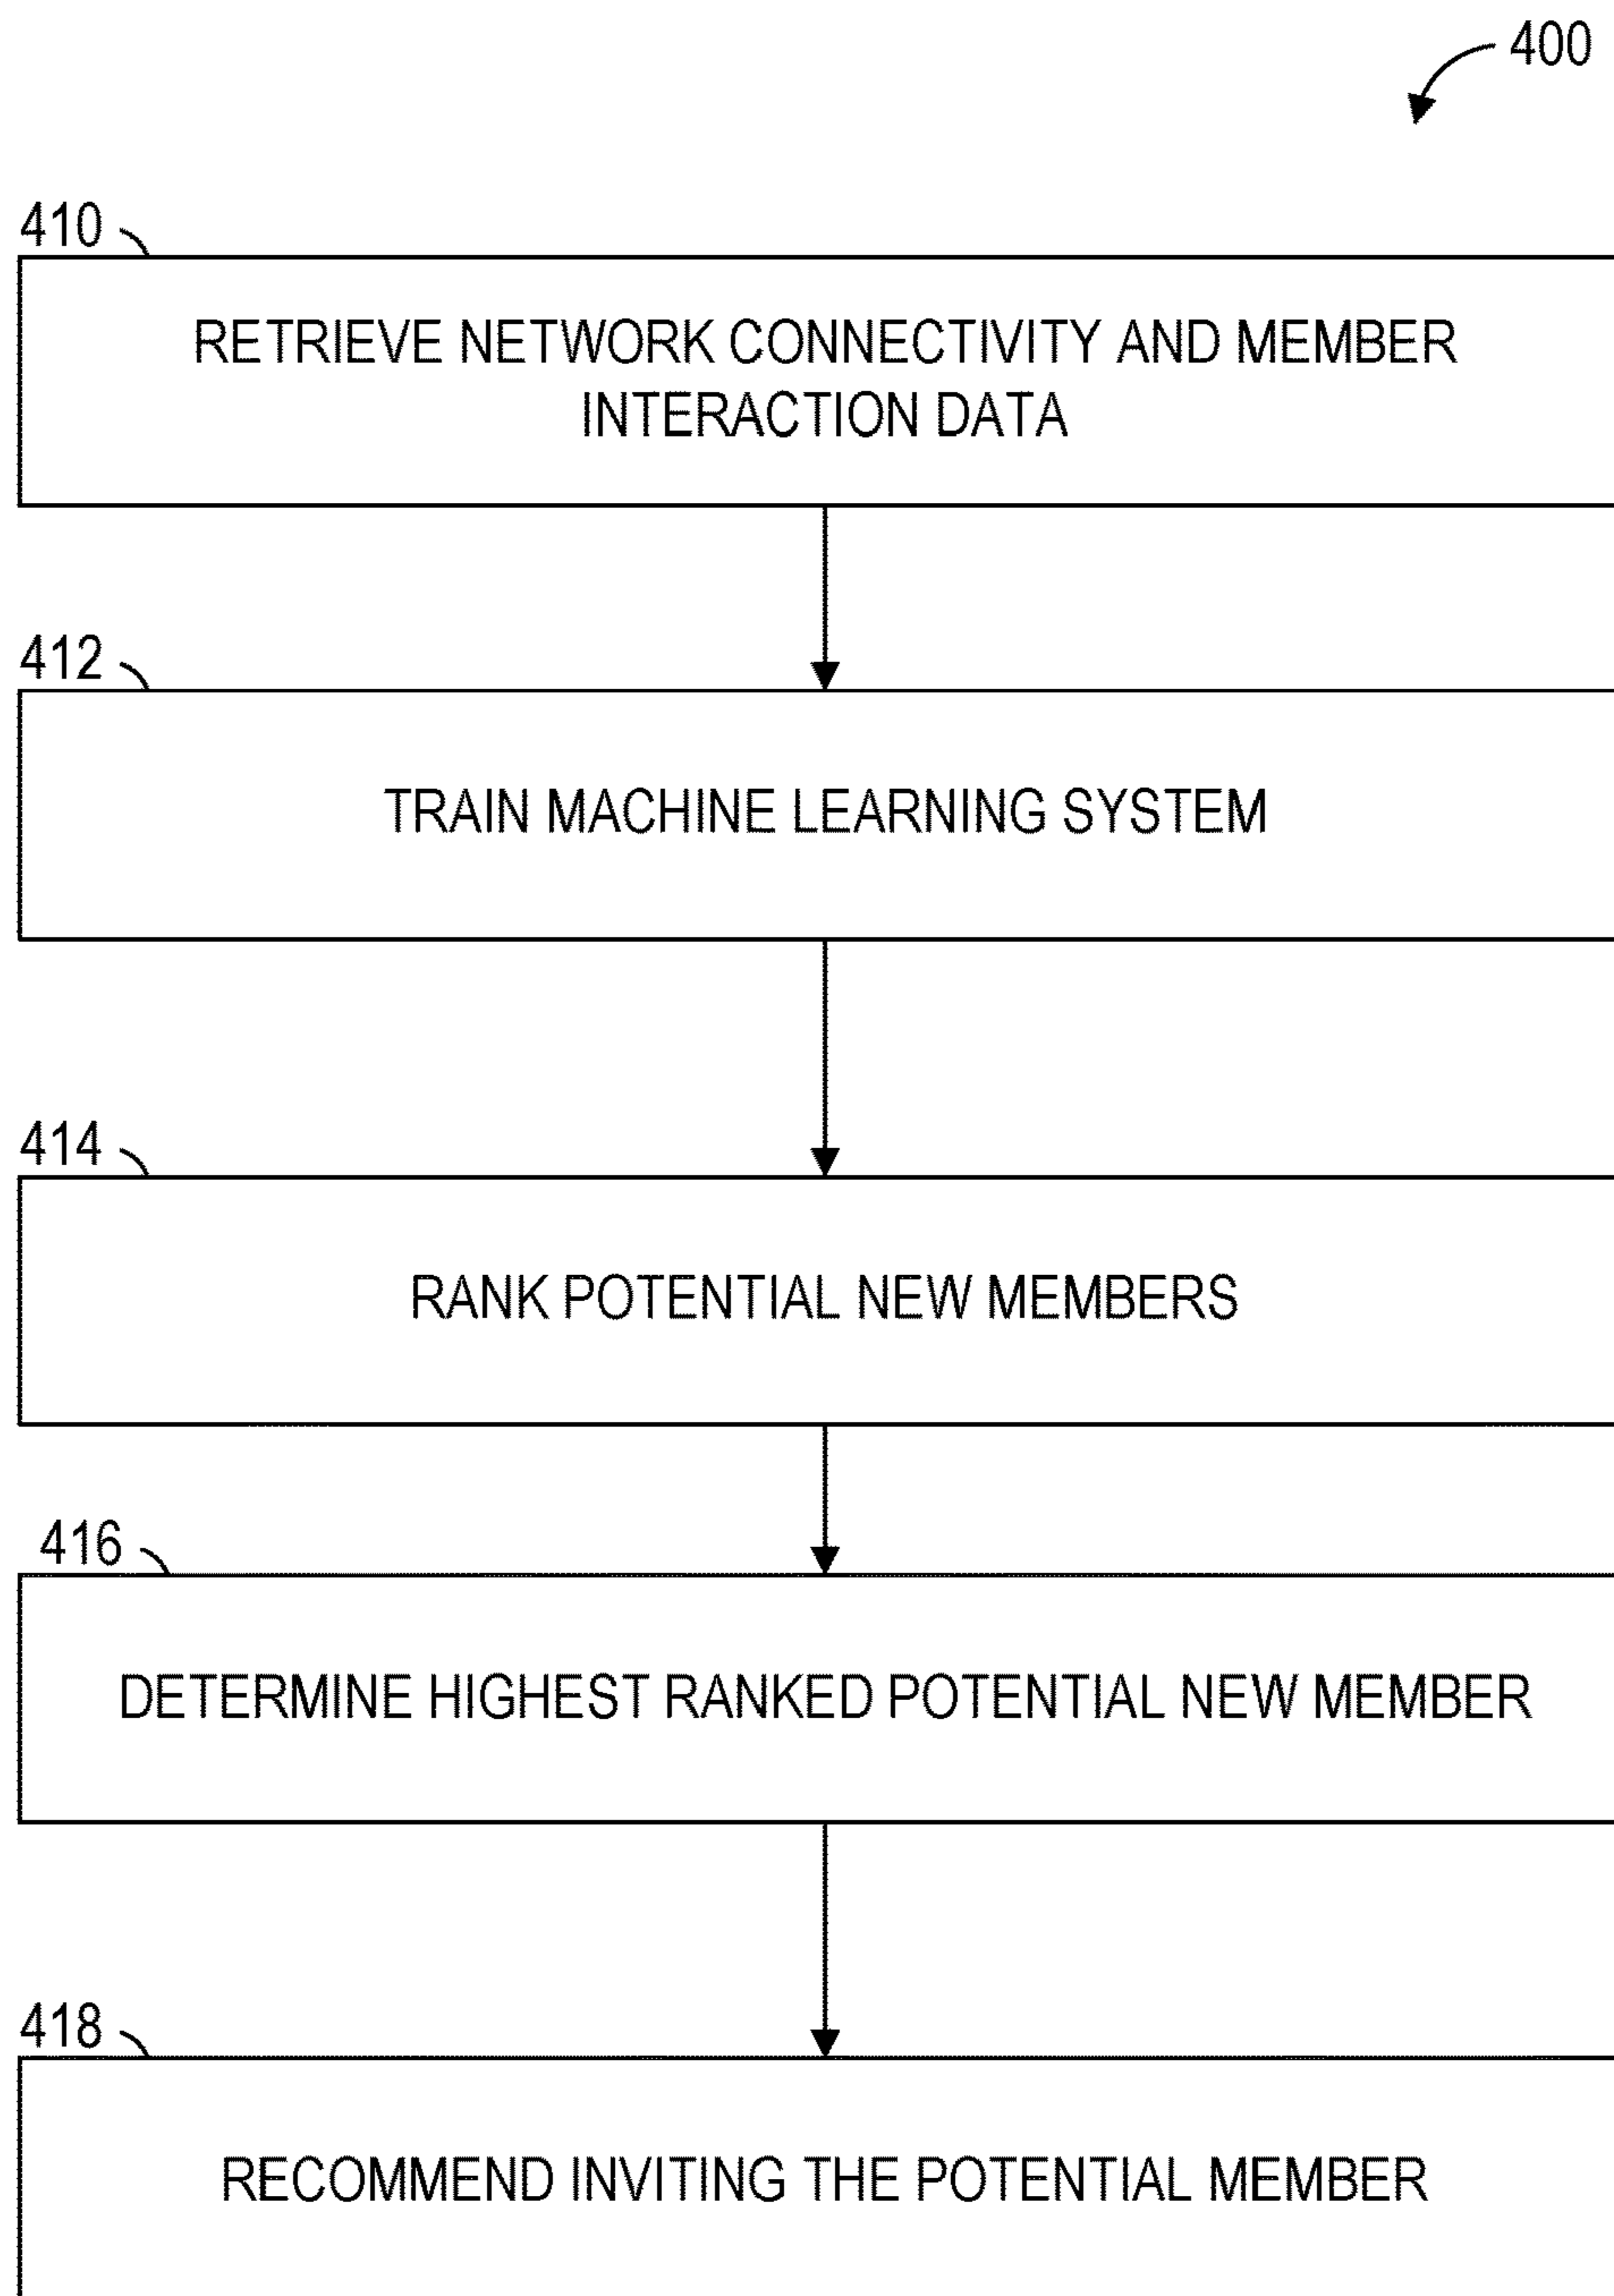 400
410
RETRIEVE NETWORK CONNECTIVITY AND MEMBER
INTERACTION DATA
412
TRAIN MACHINE LEARNING SYSTEM
414
RANK POTENTIAL NEW MEMBERS
416
DETERMINE HIGHEST RANKED POTENTIAL NEW MEMBER
418
RECOMMEND INVITING THE POTENTIAL MEMBER